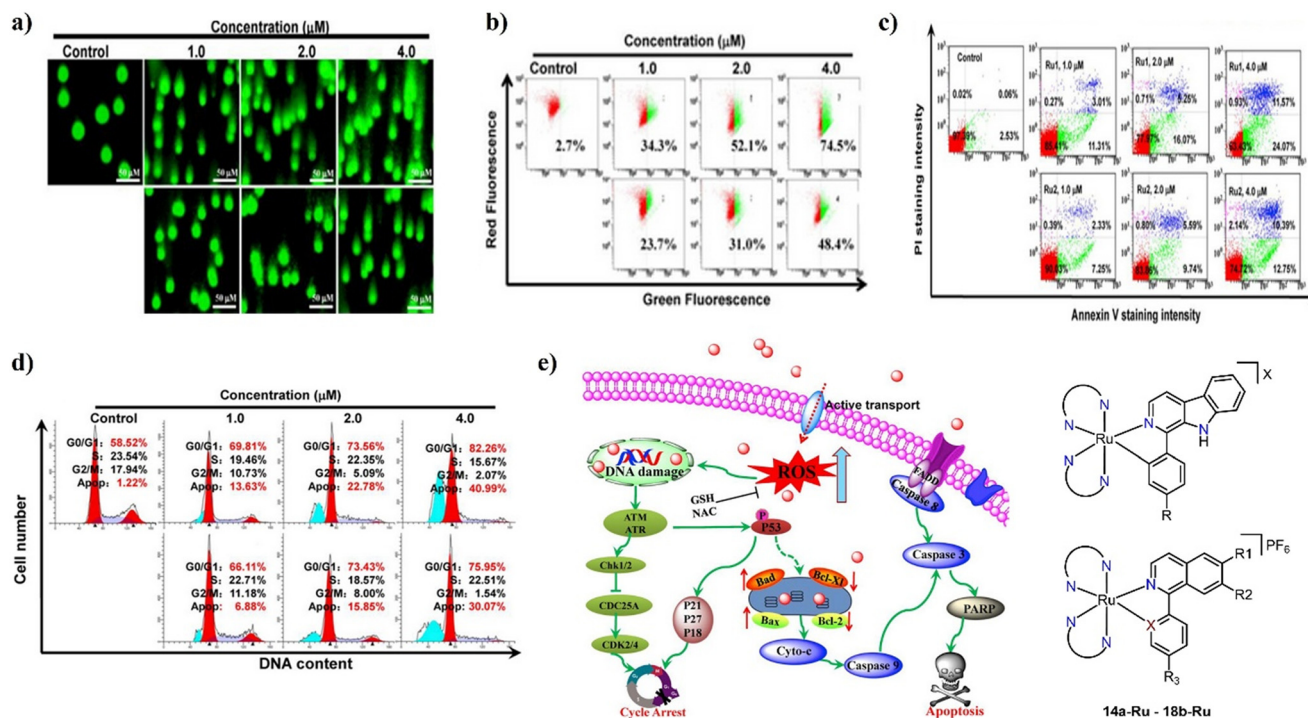 a)
Concentration (µM)
Control 1.0 2.0 4.0
50 µM 50 µM 50 µM 50 µM
50 µM 50 µM 50 µM
b)
Concentration (µM)
Control 1.0 2.0 4.0
2.7% 34.3% 52.1% 74.5%
23.7% 31.0% 48.4%
Red Fluorescence
Green Fluorescence
c)
Control
0.02% 0.06%
97.39% 2.53%
Ru1, 1.0 µM
0.27% 3.01%
85.41% 11.31%
Ru1, 2.0 µM
0.71% 5.25%
16.07%
Ru1, 4.0 µM
0.93% 11.57%
63.43% 24.07%
Ru2, 1.0 µM
0.39% 2.33%
7.25%
Ru2, 2.0 µM
0.80% 5.59%
9.74%
Ru2, 4.0 µM
2.14% 10.39%
74.72% 12.75%
PI staining intensity
Annexin V staining intensity
d)
Concentration (µM)
Control 1.0 2.0 4.0
G0/G1: 58.52%
S: 23.54%
G2/M: 17.94%
Apop: 1.22%
G0/G1: 69.81%
S: 19.46%
G2/M: 10.73%
Apop: 13.63%
G0/G1: 73.56%
S: 22.35%
G2/M: 5.09%
Apop: 22.78%
G0/G1: 82.26%
S: 15.67%
G2/M: 2.07%
Apop: 40.99%
G0/G1: 66.11%
S: 22.71%
G2/M: 11.18%
Apop: 6.88%
G0/G1: 73.43%
S: 18.57%
G2/M: 8.00%
Apop: 15.85%
G0/G1: 75.95%
S: 22.51%
G2/M: 1.54%
Apop: 30.07%
Cell number
DNA content
e)
Active transport
DNA damage
ROS
FADD
Caspase 8
GSH
NAC
ATM
ATR
P
P53
Chk1/2
CDC25A
CDK2/4
P21
P27
P18
Bad Bcl-Xl
Bax Bcl-2
Cyto-c
Caspase 9
Caspase 3
PARP
Cycle Arrest
Apoptosis
X
N
N
N
Ru
NH
R
PF6
N
N
N
Ru
R1
R2
X
R3
14a-Ru - 18b-Ru